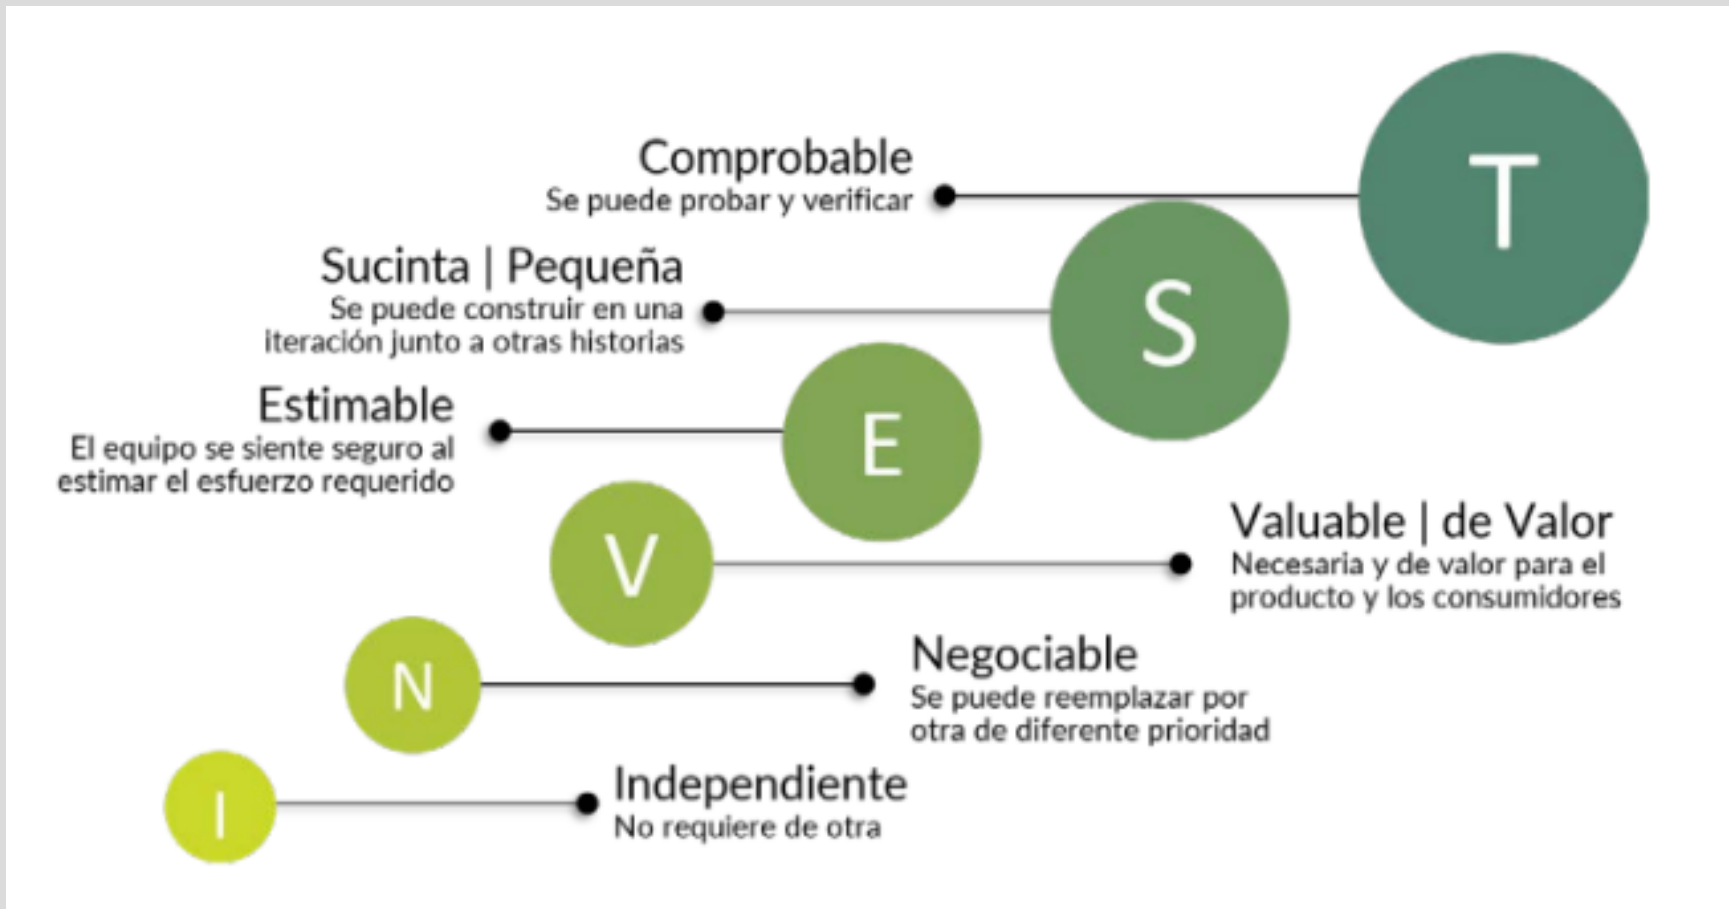 T
Comprobable
Se puede probar y verificar
Sucinta | Pequeña
Se puede construir en una
iteración junto a otras historias
S
Estimable
El equipo se siente seguro al
estimar el esfuerzo requerido
E
V
Valuable | de Valor
Necesaria y de valor para el
producto y los consumidores
N
Negociable
Se puede reemplazar por
otra de diferente prioridad
I
Independiente
No requiere de otra